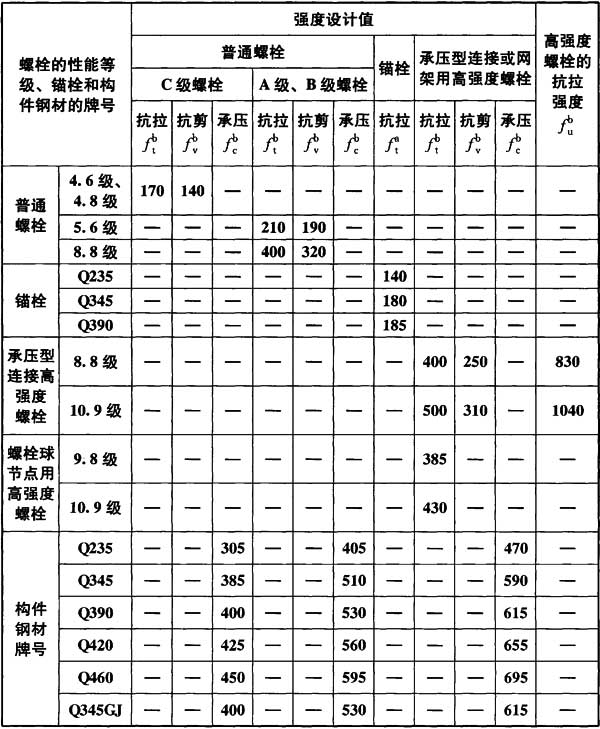 螺栓的性能等
级、锚栓和构
件钢材的牌号
强度设计值
高强度
螺栓的
抗拉
强度
f_u^b
普通螺栓
锚栓
承压型连接或网
架用高强度螺栓
C 级螺栓
A 级、B 级螺栓
抗拉 f_t^b 抗剪 f_v^b 承压 f_c^b 抗拉 f_t^b 抗剪 f_v^b 承压 f_c^b 抗拉 f_t^a 抗拉 f_t^b 抗剪 f_v^b 承压 f_c^b
普通
螺栓
4.6 级、
4.8 级 170 140 — — — — — — — — —
5.6 级 — — — 210 190 — — — — — —
8.8 级 — — — 400 320 — — — — — —
锚栓
Q235 — — — — — — 140 — — — —
Q345 — — — — — — 180 — — — —
Q390 — — — — — — 185 — — — —
承压型
连接高
强度
螺栓
8.8 级 — — — — — — — 400 250 — 830
10.9 级 — — — — — — — 500 310 — 1040
螺栓球
节点用
高强度
螺栓
9.8 级 — — — — — — — 385 — — —
10.9 级 — — — — — — — 430 — — —
构件
钢材
牌号
Q235 — — 305 — — 405 — — — 470 —
Q345 — — 385 — — 510 — — — 590 —
Q390 — — 400 — — 530 — — — 615 —
Q420 — — 425 — — 560 — — — 655 —
Q460 — — 450 — — 595 — — — 695 —
Q345GJ — — 400 — — 530 — — — 615 —